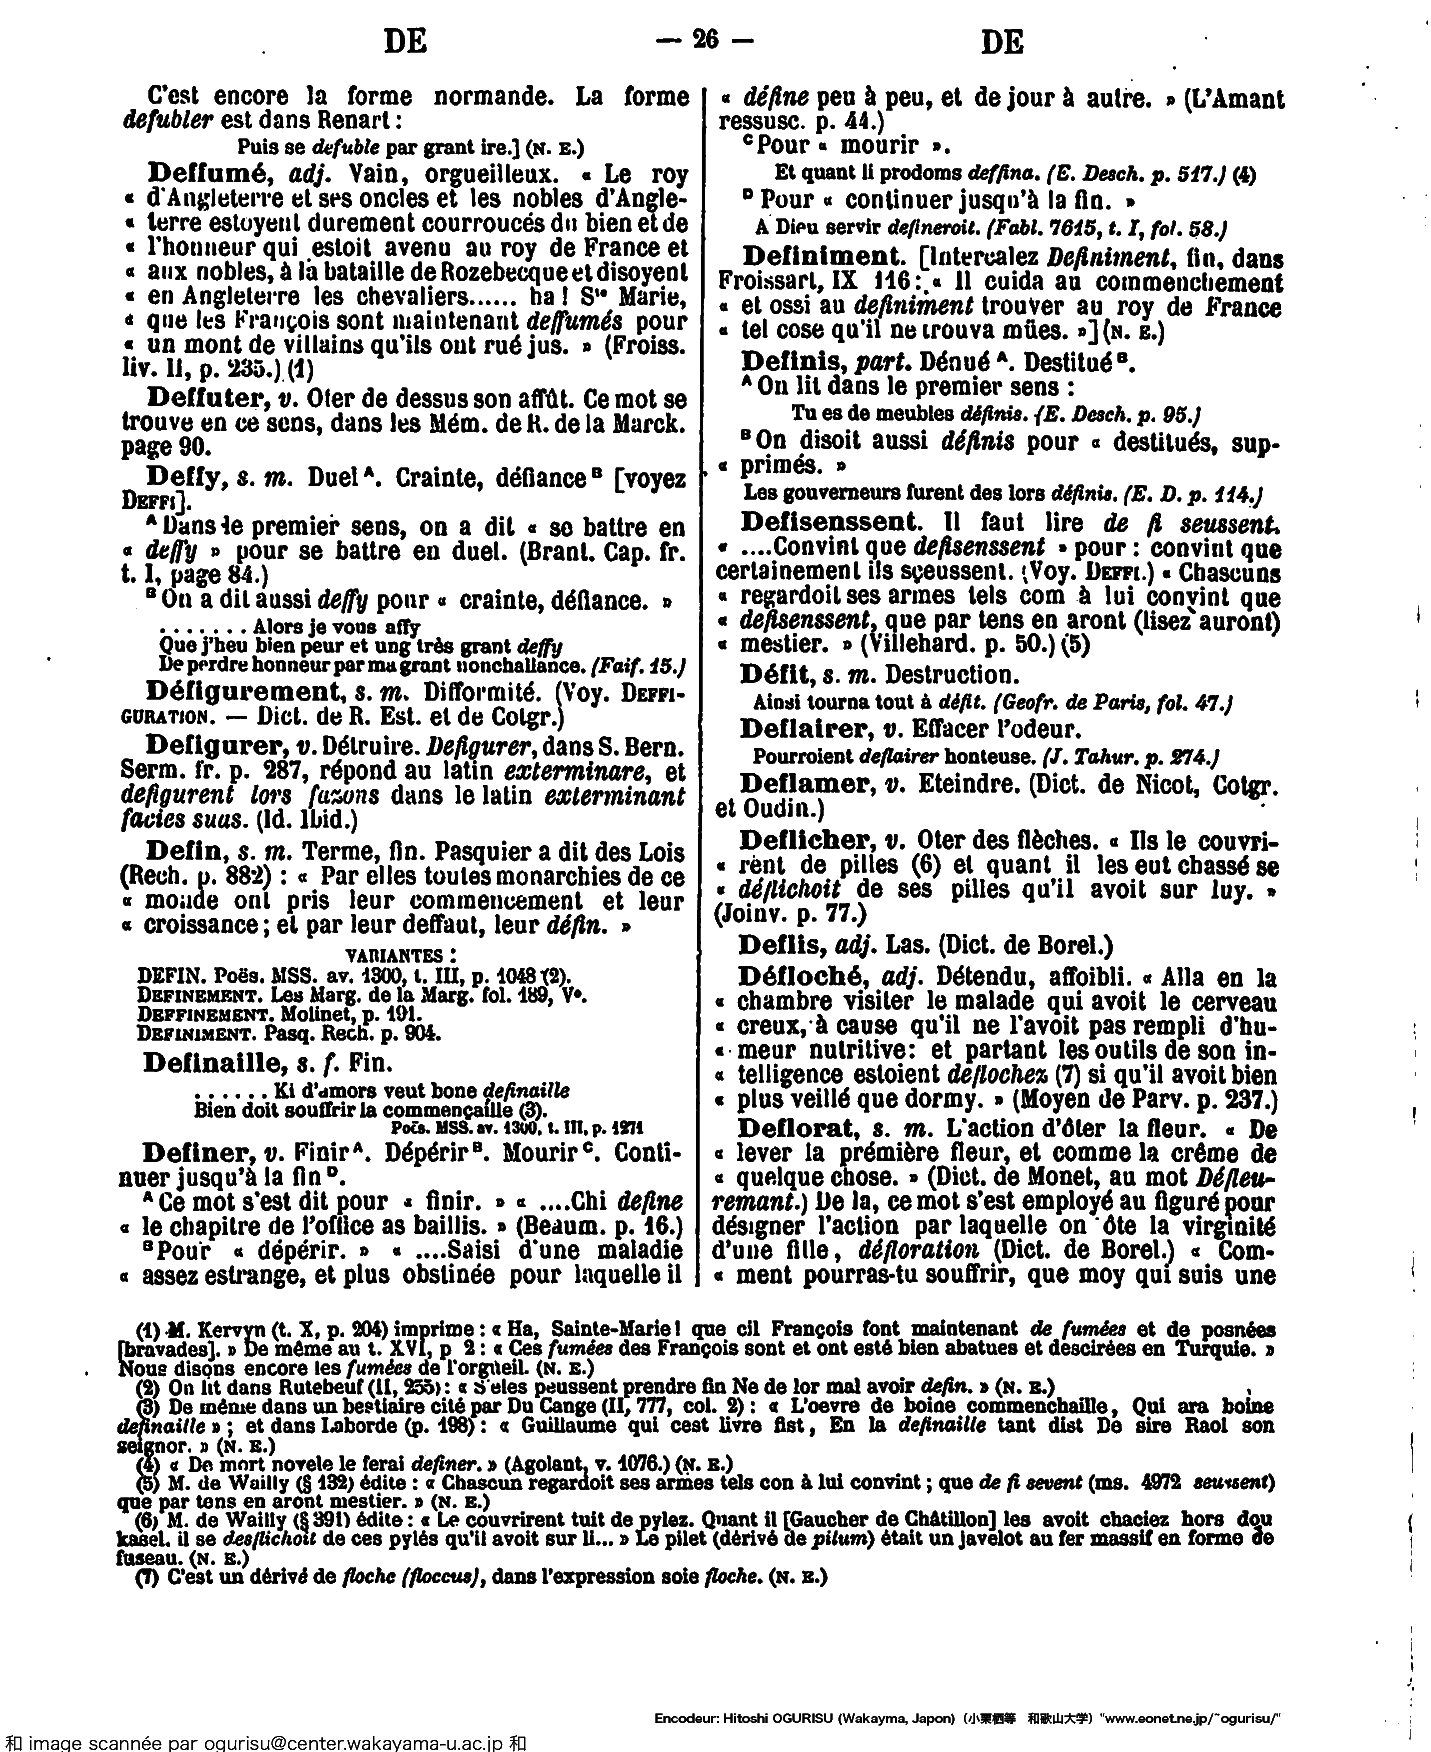 DE — 26 — DE
C'est encore la forme normande. La forme
defubler est dans Renart :
Puis se defuble par grant ire.] (N. E.)
Deffumé, adj. Vain, orgueilleux. « Le roy
« d'Angleterre et ses oncles et les nobles d'Angle-
« terre estoyent durement courroucés du bien et de
« l'honneur qui estoit avenu au roy de France et
« aux nobles, à la bataille de Rozebecque et disoyent
« en Angleterre les chevaliers...... ha ! Ste Marie,
« que les François sont maintenant deffumés pour
« un mont de villains qu'ils ont rué jus. » (Froiss.
liv. II, p. 235.) (1)
Deffuter, v. Oter de dessus son affût. Ce mot se
trouve en ce sens, dans les Mém. de R. de la Marck.
page 90.
Deffy, s. m. Duel A. Crainte, défiance B [voyez
DEFFI].
A Dans le premier sens, on a dit « se battre en
« deffy » pour se battre en duel. (Brant. Cap. fr.
t. I, page 84.)
B On a dit aussi deffy pour « crainte, défiance. »
....... Alors je vous affy
Que j'heu bien peur et ung très grant deffy
De perdre honneur par ma grant nonchallance. (Faif. 15.)
Défigurement, s. m. Difformité. (Voy. DEFFI-
GURATION. — Dict. de R. Est. et de Cotgr.)
Defigurer, v. Détruire. Defigurer, dans S. Bern.
Serm. fr. p. 287, répond au latin exterminare, et
defigurent lors fazons dans le latin exterminant
facies suas. (Id. Ibid.)
Defin, s. m. Terme, fin. Pasquier a dit des Lois
(Rech. p. 882) : « Par elles toutes monarchies de ce
« monde ont pris leur commencement et leur
« croissance ; et par leur deffaut, leur défin. »
VARIANTES :
DEFIN. Poës. MSS. av. 1300, t. III, p. 1048 (2).
DEFINEMENT. Les Marg. de la Marg. fol. 189, Vo.
DEFFINEMENT. Molinet, p. 191.
DEFINIMENT. Pasq. Rech. p. 904.
Definaille, s. f. Fin.
...... Ki d'amors veut bone definaille
Bien doit souffrir la commençaille (3).
Poës. MSS. av. 1300, t. III, p. 1271
Definer, v. Finir A. Dépérir B. Mourir C. Conti-
nuer jusqu'à la fin D.
A Ce mot s'est dit pour « finir. » « ....Chi define
« le chapitre de l'office as baillis. » (Beaum. p. 16.)
B Pour « dépérir. » « ....Saisi d'une maladie
« assez estrange, et plus obstinée pour laquelle il
« défine peu à peu, et de jour à autre. » (L'Amant
ressusc. p. 44.)
C Pour « mourir ».
Et quant li prodoms deffina. (E. Desch. p. 517.) (4)
D Pour « continuer jusqu'à la fin. »
A Dieu servir defineroit. (Fabl. 7615, t. I, fol. 58.)
Definiment. [Intercalez Definiment, fin, dans
Froissart, IX 116 : « Il cuida au commenchement
« et ossi au definiment trouver au roy de France
« tel cose qu'il ne trouva mües. »] (N. E.)
Definis, part. Dénué A. Destitué B.
A On lit dans le premier sens :
Tu es de meubles définis. (E. Desch. p. 95.)
B On disoit aussi définis pour « destitués, sup-
« primés. »
Les gouverneurs furent des lors définis. (E. D. p. 114.)
Defisenssent. Il faut lire de fi seussent.
« ....Convint que defisenssent » pour : convint que
certainement ils sçeussent. (Voy. DEFFI.) « Chascuns
« regardoit ses armes tels com à lui convint que
« defisenssent, que par tens en aront (lisez auront)
« mestier. » (Villehard. p. 50.) (5)
Défit, s. m. Destruction.
Ainsi tourna tout à défit. (Geofr. de Paris, fol. 47.)
Deflairer, v. Effacer l'odeur.
Pourroient deflairer honteuse. (J. Tahur. p. 274.)
Deflamer, v. Eteindre. (Dict. de Nicot, Cotgr.
et Oudin.)
Deflicher, v. Oter des flèches. « Ils le couvri-
« rent de pilles (6) et quant il les eut chassé se
« déflichoit de ses pilles qu'il avoit sur luy. »
(Joinv. p. 77.)
Deflis, adj. Las. (Dict. de Borel.)
Défloché, adj. Détendu, affoibli. « Alla en la
« chambre visiter le malade qui avoit le cerveau
« creux, à cause qu'il ne l'avoit pas rempli d'hu-
« meur nutritive : et partant les outils de son in-
« telligence estoient deflochez (7) si qu'il avoit bien
« plus veillé que dormy. » (Moyen de Parv. p. 237.)
Deflorat, s. m. L'action d'ôter la fleur. « De
« lever la prémière fleur, et comme la crême de
« quelque chose. » (Dict. de Monet, au mot Défleu-
remant.) De la, ce mot s'est employé au figuré pour
désigner l'action par laquelle on ôte la virginité
d'une fille, défloration (Dict. de Borel.) « Com-
« ment pourras-tu souffrir, que moy qui suis une
(1) M. Kervyn (t. X, p. 204) imprime : « Ha, Sainte-Marie ! que cil François font maintenant de fumées et de posnées
[bravades]. » De même au t. XVI, p 2 : « Ces fumées des François sont et ont esté bien abatues et descirées en Turquie. »
Nous disons encore les fumées de l'orgueil. (N. E.)
(2) On lit dans Rutebeuf (II, 255) : « S'eles peussent prendre fin Ne de lor mal avoir defin. » (N. E.)
(3) De même dans un bestiaire cité par Du Cange (II, 777, col. 2) : « L'oevre de boine commenchaille, Qui ara boine
definaille » ; et dans Laborde (p. 198) : « Guillaume qui cest livre fist, En la definaille tant dist De sire Raol son
seignor. » (N. E.)
(4) « De mort novele le ferai definer. » (Agolant, v. 1076.) (N. E.)
(5) M. de Wailly (§ 132) édite : « Chascun regardoit ses armes tels con à lui convint ; que de fi sevent (ms. 4972 seussent)
que par tens en aront mestier. » (N. E.)
(6) M. de Wailly (§ 391) édite : « Le couvrirent tuit de pylez. Quant il [Gaucher de Châtillon] les avoit chaciez hors dou
kasel. il se desflichoit de ces pylés qu'il avoit sur li... » Le pilet (dérivé de pilum) était un javelot au fer massif en forme de
fuseau. (N. E.)
(7) C'est un dérivé de floche (floccus), dans l'expression soie floche. (N. E.)
Encodeur: Hitoshi OGURISU (Wakayma, Japon) (小栗栖等 和歌山大学) "www.eonet.ne.jp/~ogurisu/"
和 image scannée par ogurisu@center.wakayama-u.ac.jp 和